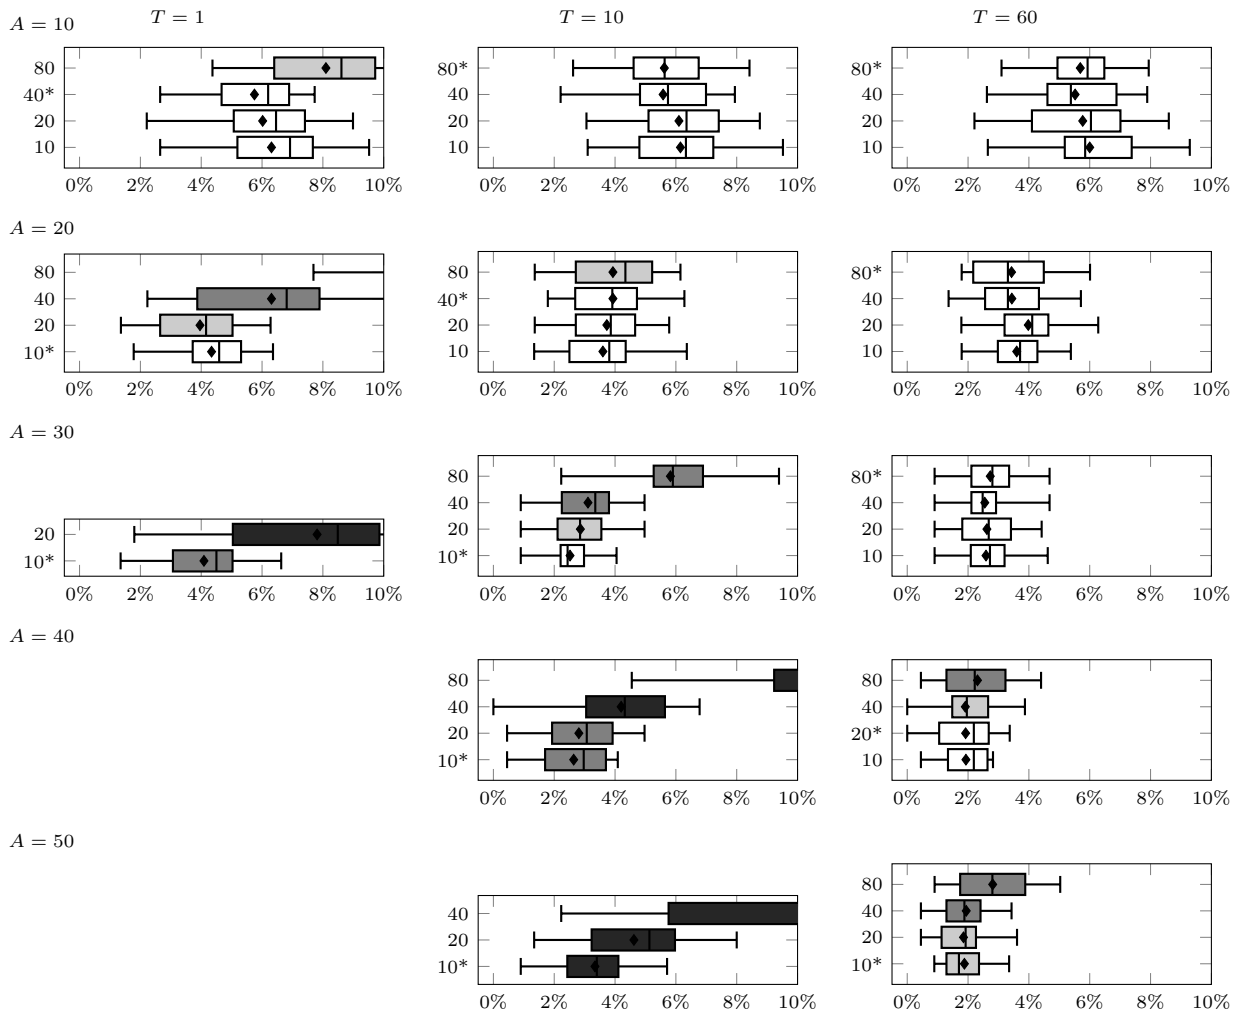 T = 1 T = 10 T = 60
A = 10
80 80* 80*
40* 40 40
20 20 20
10 10 10
0% 2% 4% 6% 8% 10% 0% 2% 4% 6% 8% 10% 0% 2% 4% 6% 8% 10%
A = 20
80 80 80*
40 40* 40
20 20 20
10* 10 10
0% 2% 4% 6% 8% 10% 0% 2% 4% 6% 8% 10% 0% 2% 4% 6% 8% 10%
A = 30
80 80*
40 40
20 20 20
10* 10* 10
0% 2% 4% 6% 8% 10% 0% 2% 4% 6% 8% 10% 0% 2% 4% 6% 8% 10%
A = 40
80 80
40 40
20 20*
10* 10
0% 2% 4% 6% 8% 10% 0% 2% 4% 6% 8% 10%
A = 50
80
40 40
20 20
10* 10*
0% 2% 4% 6% 8% 10% 0% 2% 4% 6% 8% 10%